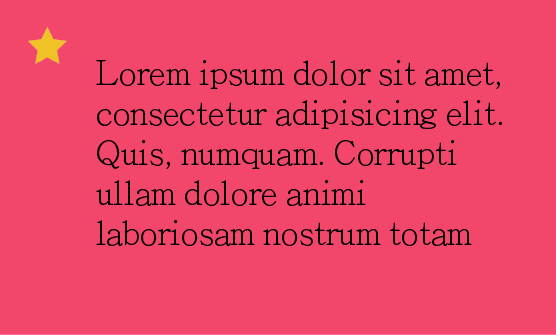 Lorem ipsum dolor sit amet,
consectetur adipisicing elit.
Quis, numquam. Corrupti
ullam dolore animi
laboriosam nostrum totam